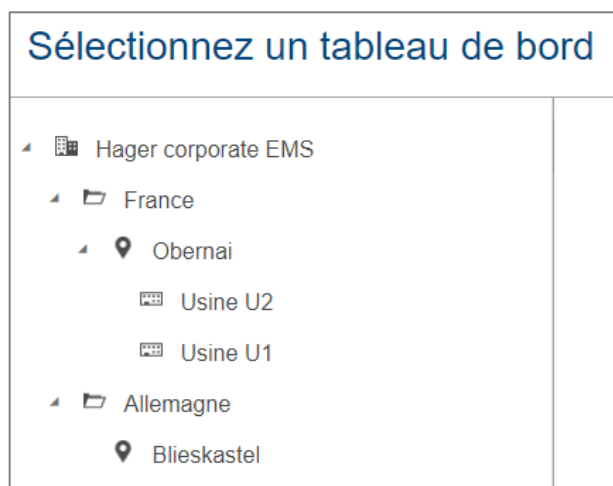 Sélectionnez un tableau de bord
Hager corporate EMS
France
Obernai
Usine U2
Usine U1
Allemagne
Blieskastel